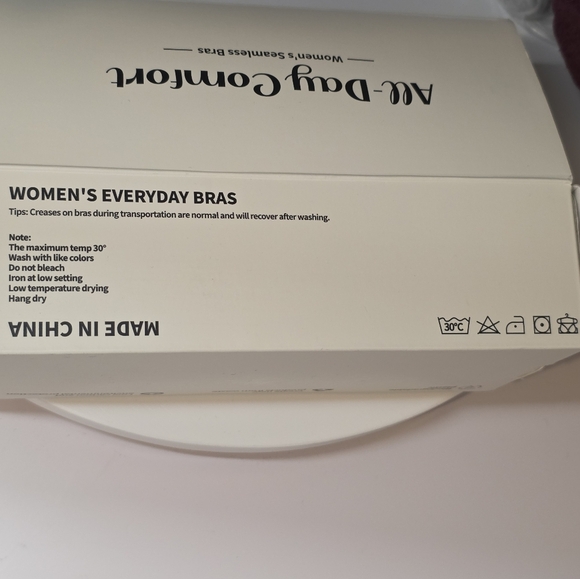 All-Day Comfort
Women's Seamless Bras
WOMEN'S EVERYDAY BRAS
Tips: Creases on bras during transportation are normal and will recover after washing.
Note:
The maximum temp 30°
Wash with like colors
Do not bleach
Iron at low setting
Low temperature drying
Hang dry
MADE IN CHINA
30°C